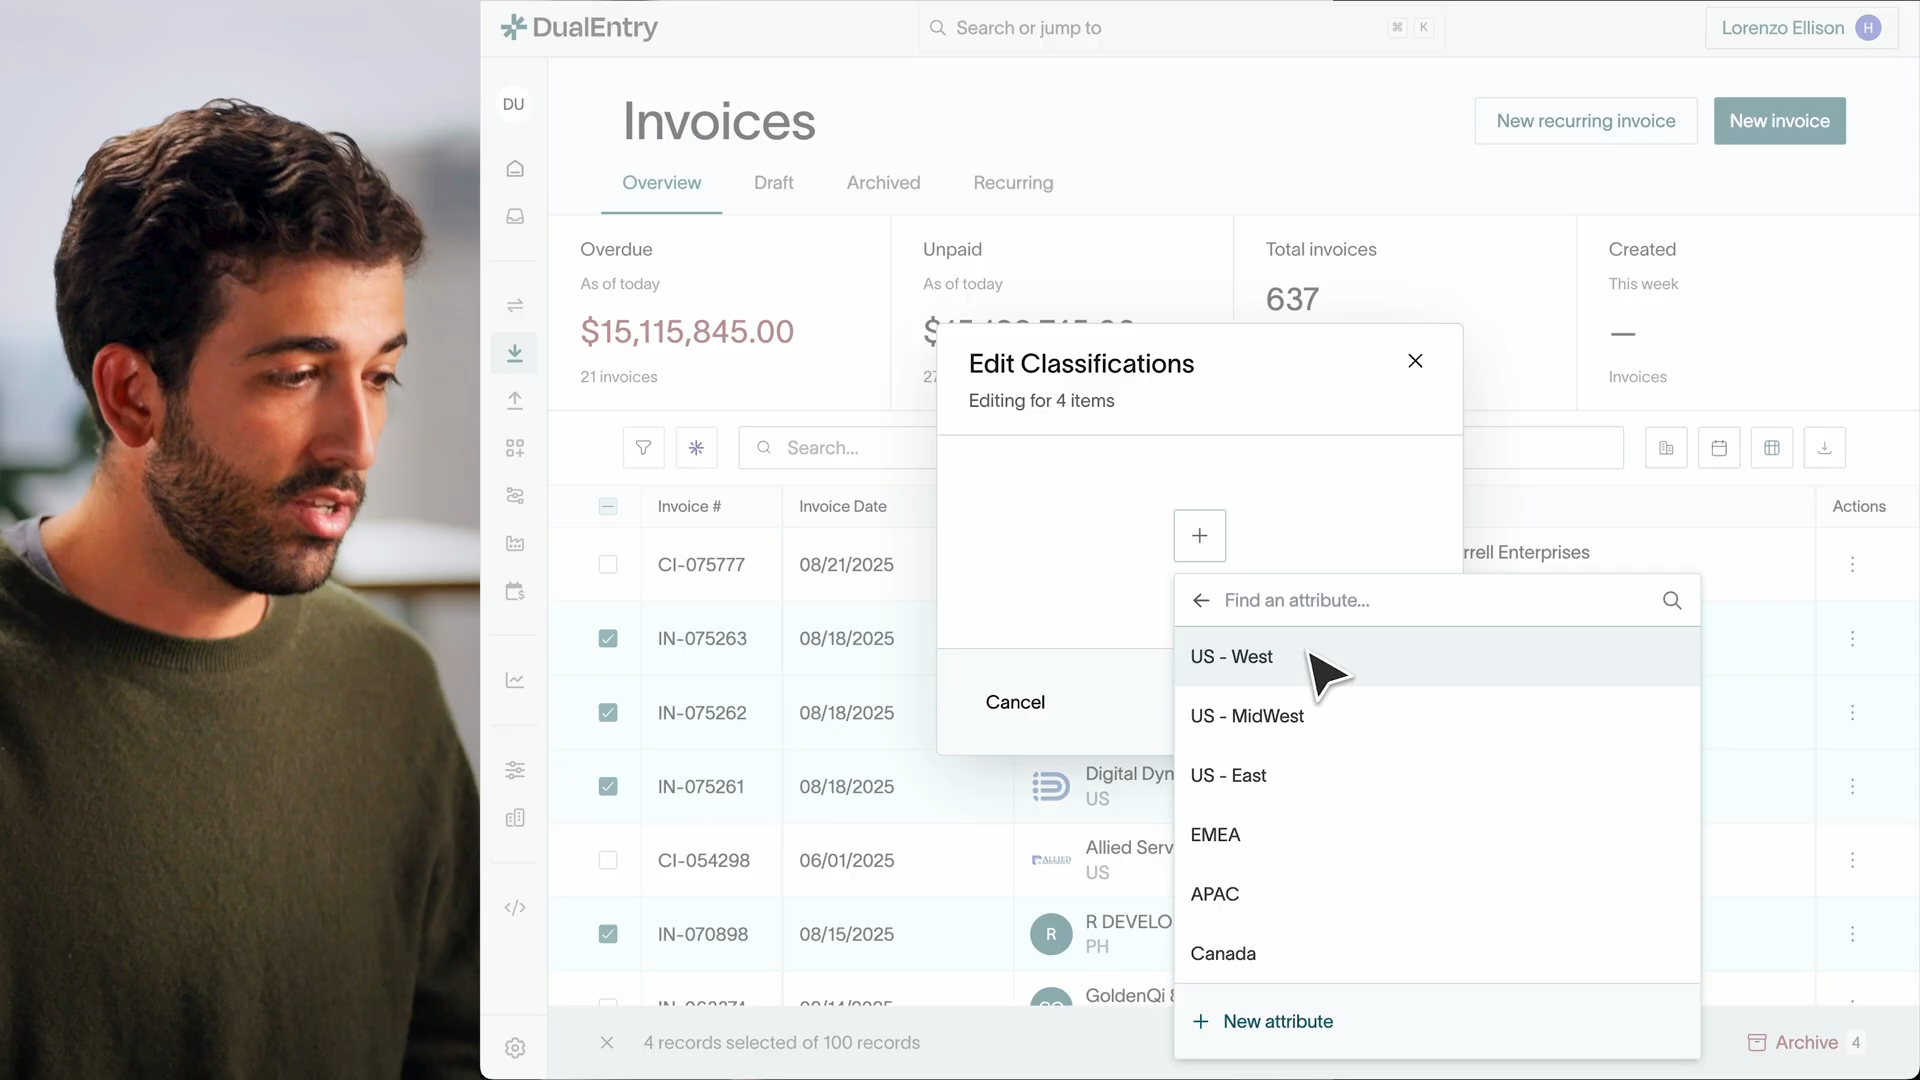 DualEntry
Search or jump to
⌘ K
Lorenzo Ellison H
DU
Invoices
New recurring invoice
New invoice
Overview
Draft
Archived
Recurring
Overdue
As of today
$15,115,845.00
21 invoices
Unpaid
As of today
Total invoices
637
Created
This week
—
Invoices
Edit Classifications
Editing for 4 items
Search...
Invoice #
Invoice Date
Actions
CI-075777
08/21/2025
rrell Enterprises
Find an attribute...
IN-075263
08/18/2025
US - West
IN-075262
08/18/2025
Cancel
US - MidWest
IN-075261
08/18/2025
Digital Dyn
US
US - East
EMEA
CI-054298
06/01/2025
ALLIED
Allied Serv
US
APAC
IN-070898
08/15/2025
R
R DEVELO
PH
Canada
GoldenQi &
+ New attribute
4 records selected of 100 records
Archive 4